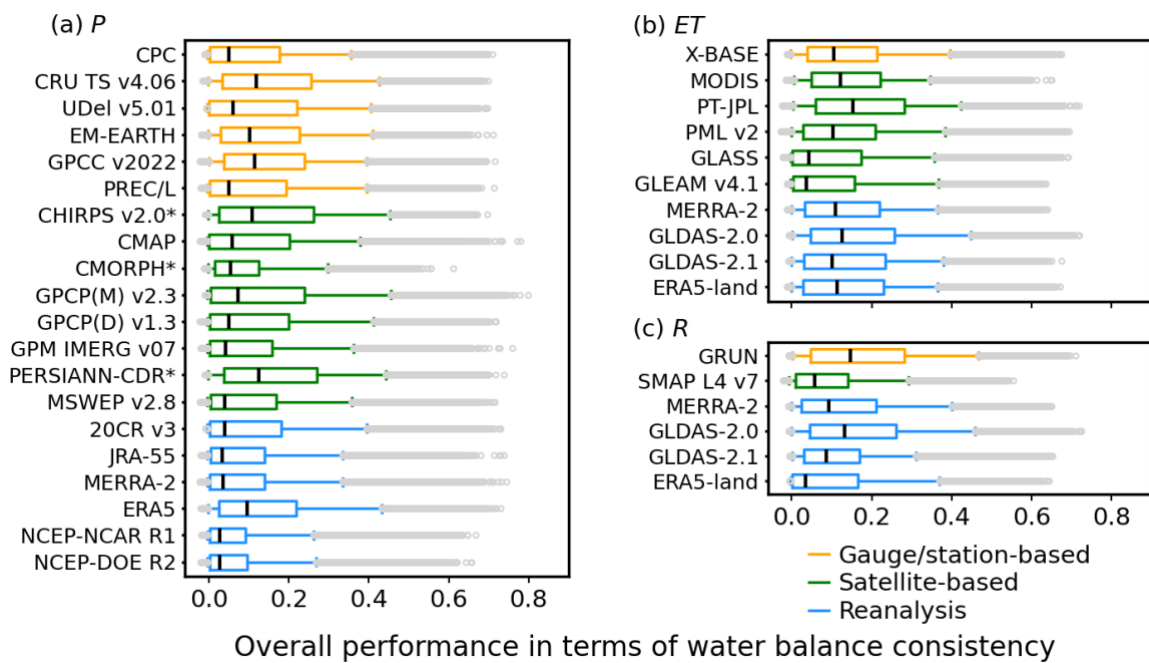 (a) P
CPC
CRU TS v4.06
UDel v5.01
EM-EARTH
GPCC v2022
PREC/L
CHIRPS v2.0*
CMAP
CMORPH*
GPCP(M) v2.3
GPCP(D) v1.3
GPM IMERG v07
PERSIANN-CDR*
MSWEP v2.8
20CR v3
JRA-55
MERRA-2
ERA5
NCEP-NCAR R1
NCEP-DOE R2
0.0 0.2 0.4 0.6 0.8
(b) ET
X-BASE
MODIS
PT-JPL
PML v2
GLASS
GLEAM v4.1
MERRA-2
GLDAS-2.0
GLDAS-2.1
ERA5-land
(c) R
GRUN
SMAP L4 v7
MERRA-2
GLDAS-2.0
GLDAS-2.1
ERA5-land
0.0 0.2 0.4 0.6 0.8
Gauge/station-based
Satellite-based
Reanalysis
Overall performance in terms of water balance consistency